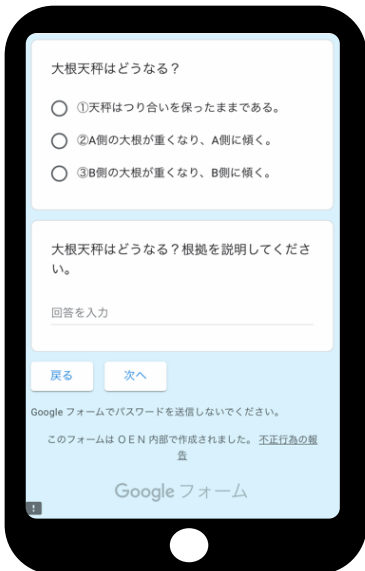 大根天秤はどうなる？
①天秤はつり合いを保ったままである。
②A側の大根が重くなり、A側に傾く。
③B側の大根が重くなり、B側に傾く。
大根天秤はどうなる？根拠を説明してくださ
い。
回答を入力
戻る 次へ
Google フォームでパスワードを送信しないでください。
このフォームは ＯＥＮ 内部で作成されました。 不正行為の報
告
Google フォーム
!